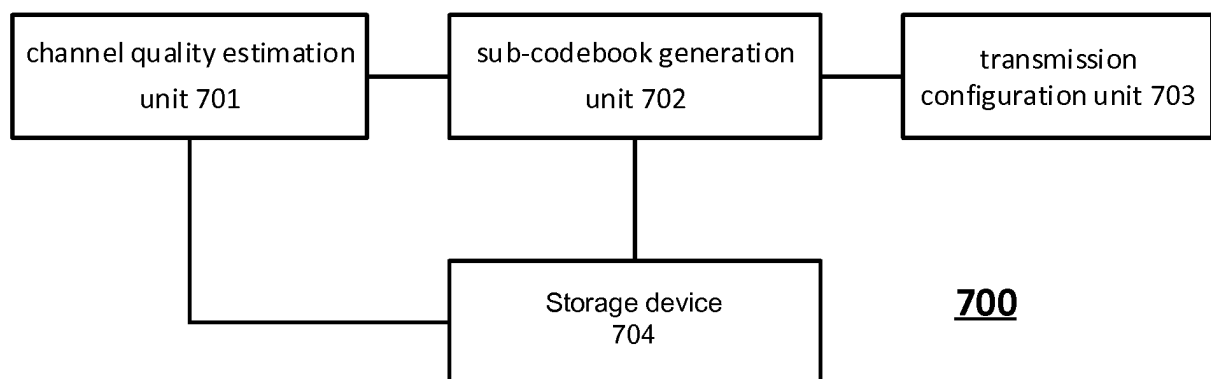 channel quality estimation
unit 701
sub-codebook generation
unit 702
transmission
configuration unit 703
Storage device
704
700